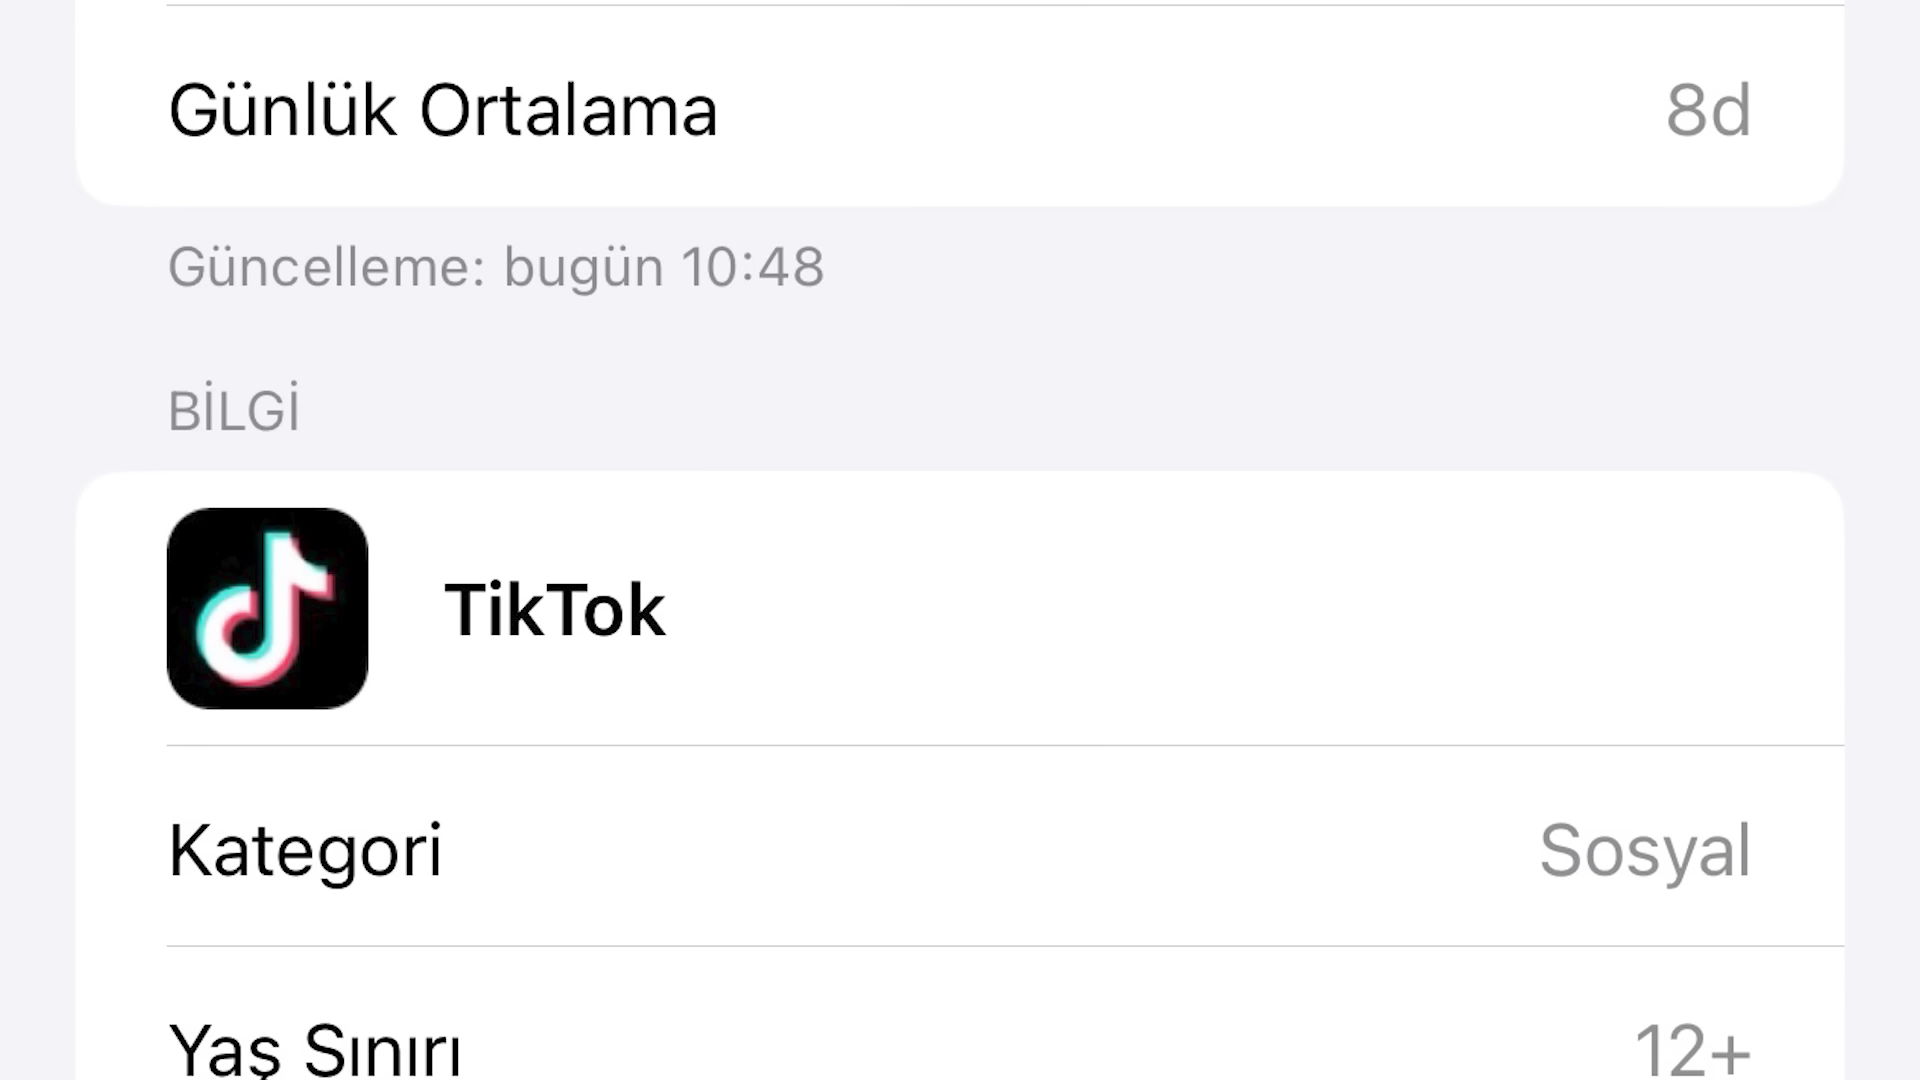 Günlük Ortalama 8d
Güncelleme: bugün 10:48
BİLGİ
TikTok
Kategori Sosyal
Yaş Sınırı 12+